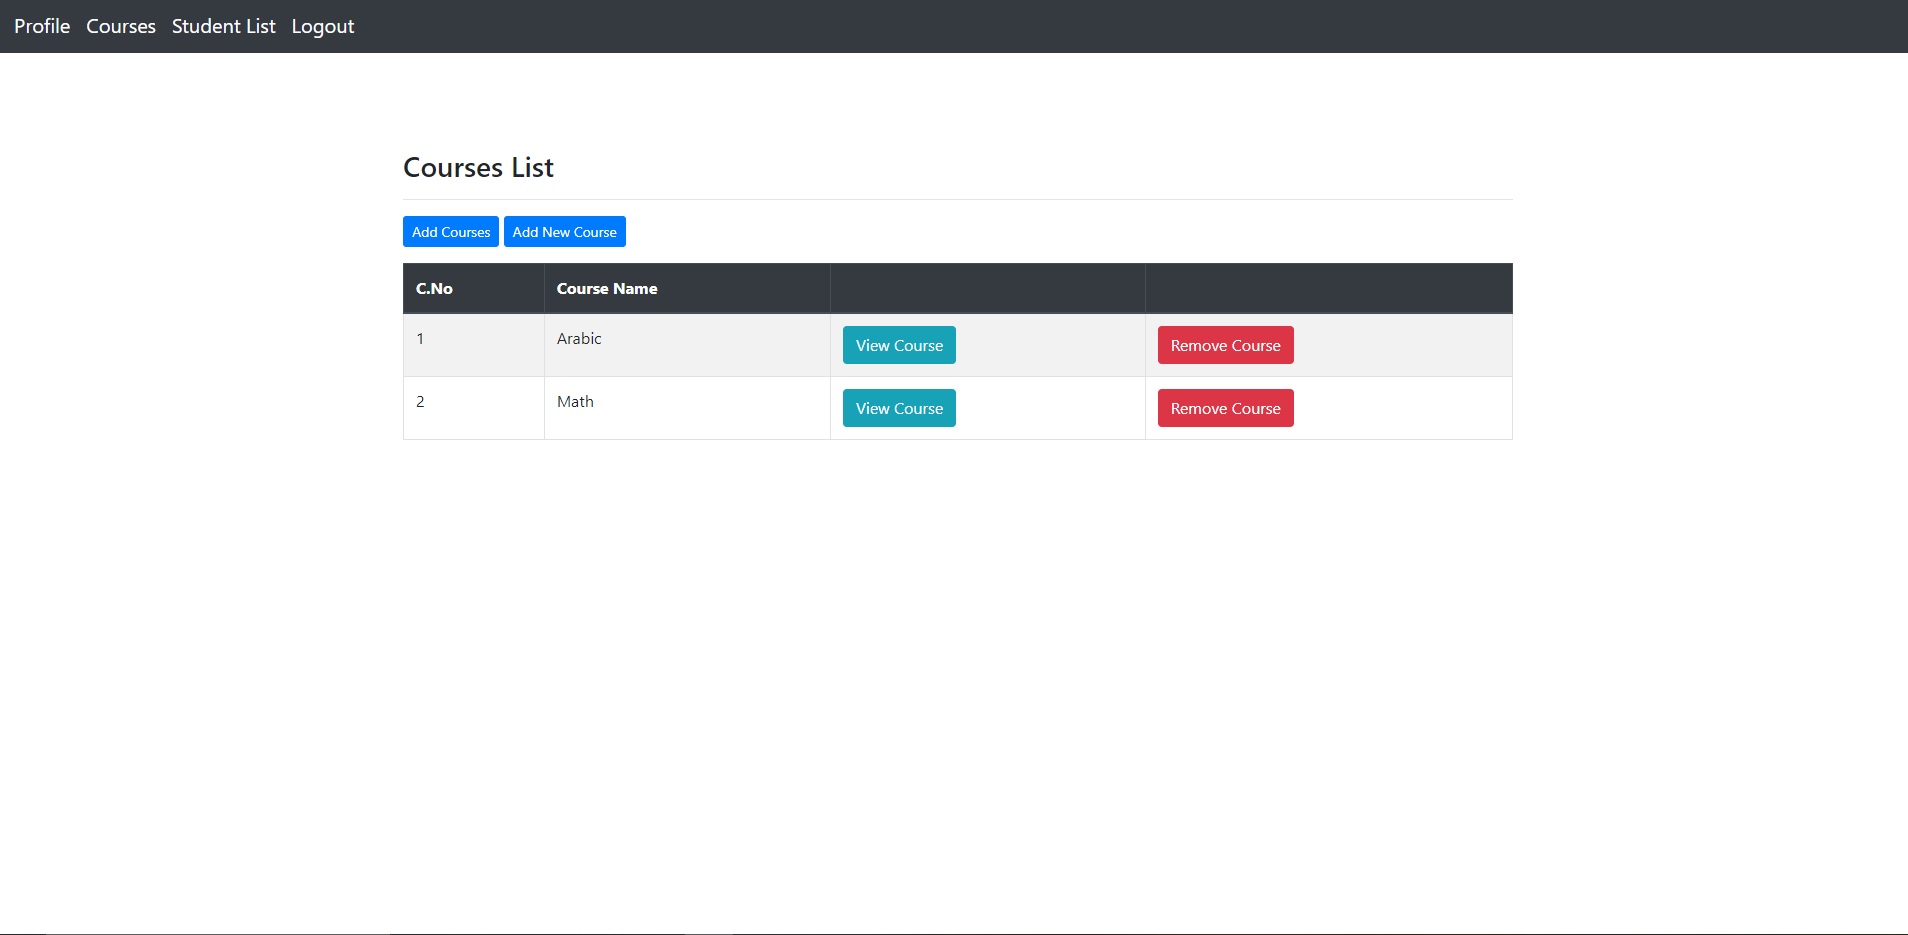 Profile Courses Student List Logout
Courses List
Add Courses Add New Course
C.No Course Name
1 Arabic View Course Remove Course
2 Math View Course Remove Course